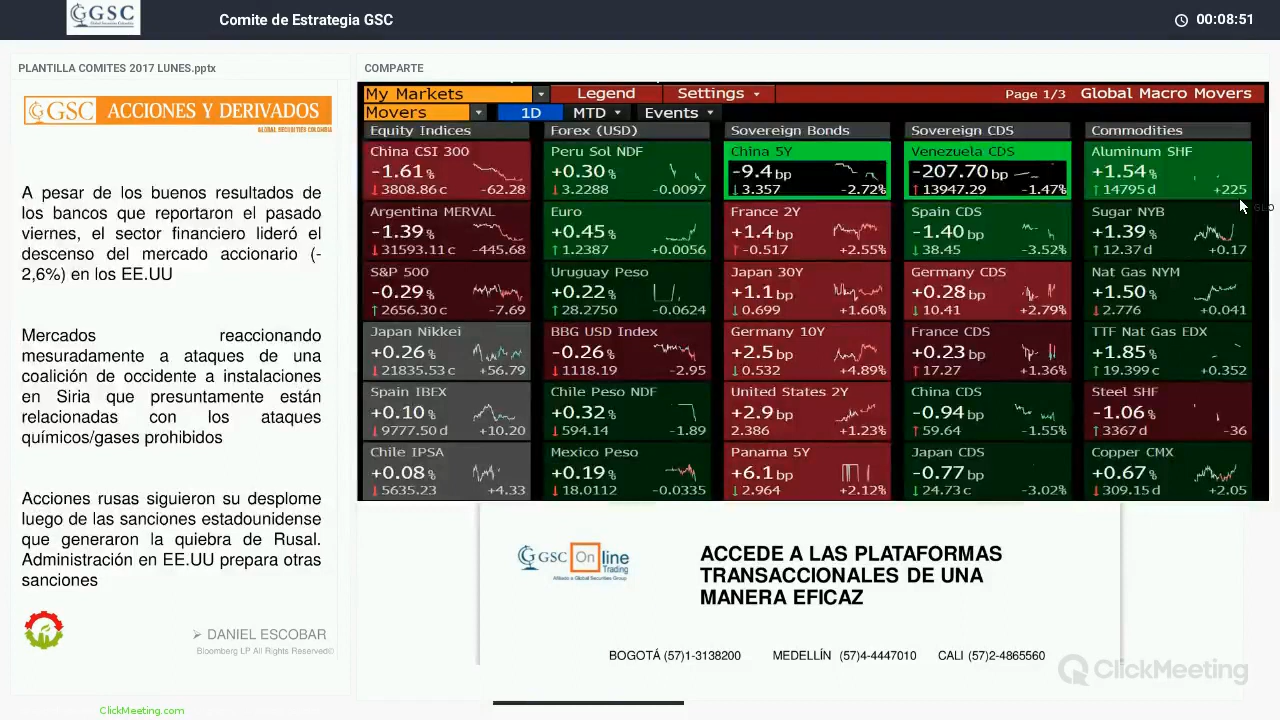 GSC
Comite de Estrategia GSC
00:08:51
PLANTILLA COMITES 2017 LUNES.pptx
GSC ACCIONES Y DERIVADOS
GLOBAL SECURITIES COLOMBIA
A pesar de los buenos resultados de
los bancos que reportaron el pasado
viernes, el sector financiero lideró el
descenso del mercado accionario (-
2,6%) en los EE.UU
Mercados reaccionando
mesuradamente a ataques de una
coalición de occidente a instalaciones
en Siria que presuntamente están
relacionadas con los ataques
químicos/gases prohibidos
Acciones rusas siguieron su desplome
luego de las sanciones estadounidense
que generaron la quiebra de Rusal.
Administración en EE.UU prepara otras
sanciones
➢ DANIEL ESCOBAR
Bloomberg LP All Rights Reserved©
ClickMeeting.com
COMPARTE
My Markets Legend Settings Page 1/3 Global Macro Movers
Movers 1D MTD Events
Equity Indices Forex (USD) Sovereign Bonds Sovereign CDS Commodities
China CSI 300 Peru Sol NDF China 5Y Venezuela CDS Aluminum SHF
-1.61 % +0.30 % -9.4 bp -207.70 bp +1.54 %
↓ 3808.86 c -62.28 ↓ 3.2288 -0.0097 ↓ 3.357 -2.72% ↑ 13947.29 -1.47% ↑ 14795 d +225
Argentina MERVAL Euro France 2Y Spain CDS Sugar NYB
-1.39 % +0.45 % +1.4 bp -1.40 bp +1.39 %
↓ 31593.11 c -445.68 ↑ 1.2387 +0.0056 ↑ -0.517 +2.55% ↓ 38.45 -3.52% ↑ 12.37 d +0.17
S&P 500 Uruguay Peso Japan 30Y Germany CDS Nat Gas NYM
-0.29 % +0.22 % +1.1 bp +0.28 bp +1.50 %
↑ 2656.30 c -7.69 ↑ 28.2750 -0.0624 ↓ 0.699 +1.60% ↓ 10.41 +2.79% ↓ 2.776 +0.041
Japan Nikkei BBG USD Index Germany 10Y France CDS TTF Nat Gas EDX
+0.26 % -0.26 % +2.5 bp +0.23 bp +1.85 %
↓ 21835.53 c +56.79 ↓ 1118.19 -2.95 ↓ 0.532 +4.89% ↑ 17.27 +1.36% ↑ 19.399 c +0.352
Spain IBEX Chile Peso NDF United States 2Y China CDS Steel SHF
+0.10 % +0.32 % +2.9 bp -0.94 bp -1.06 %
↓ 9777.50 d +10.20 ↓ 594.14 -1.89 2.386 +1.23% ↑ 59.64 -1.55% ↑ 3367 d -36
Chile IPSA Mexico Peso Panama 5Y Japan CDS Copper CMX
+0.08 % +0.19 % +6.1 bp -0.77 bp +0.67 %
↓ 5635.23 +4.33 ↓ 18.0112 -0.0335 ↓ 2.964 +2.12% ↓ 24.73 c -3.02% ↓ 309.15 d +2.05
GSC Online
Trading
Afiliado a Global Securities Group
ACCEDE A LAS PLATAFORMAS
TRANSACCIONALES DE UNA
MANERA EFICAZ
BOGOTÁ (57)1-3138200 MEDELLÍN (57)4-4447010 CALI (57)2-4865560
ClickMeeting